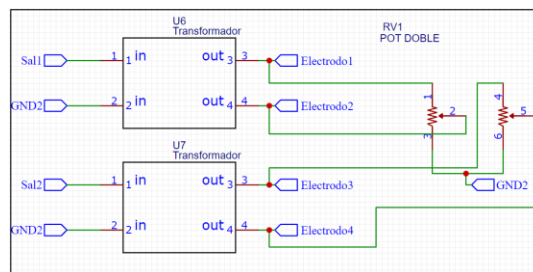 U6
Transformador
Sal1
1
1
in
out
3
3
Electrodo1
GND2
2
2
in
out
4
4
Electrodo2
RV1
POT DOBLE
1
2
3
4
5
6
GND2
U7
Transformador
Sal2
1
1
in
out
3
3
Electrodo3
GND2
2
2
in
out
4
4
Electrodo4